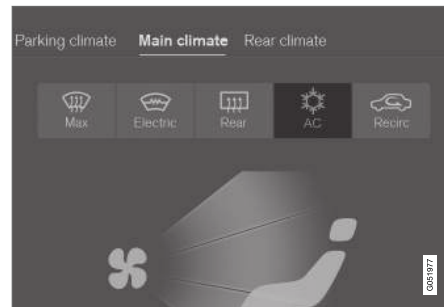 Parking climate Main climate Rear climate
Max Electric Rear AC Recirc
G051977